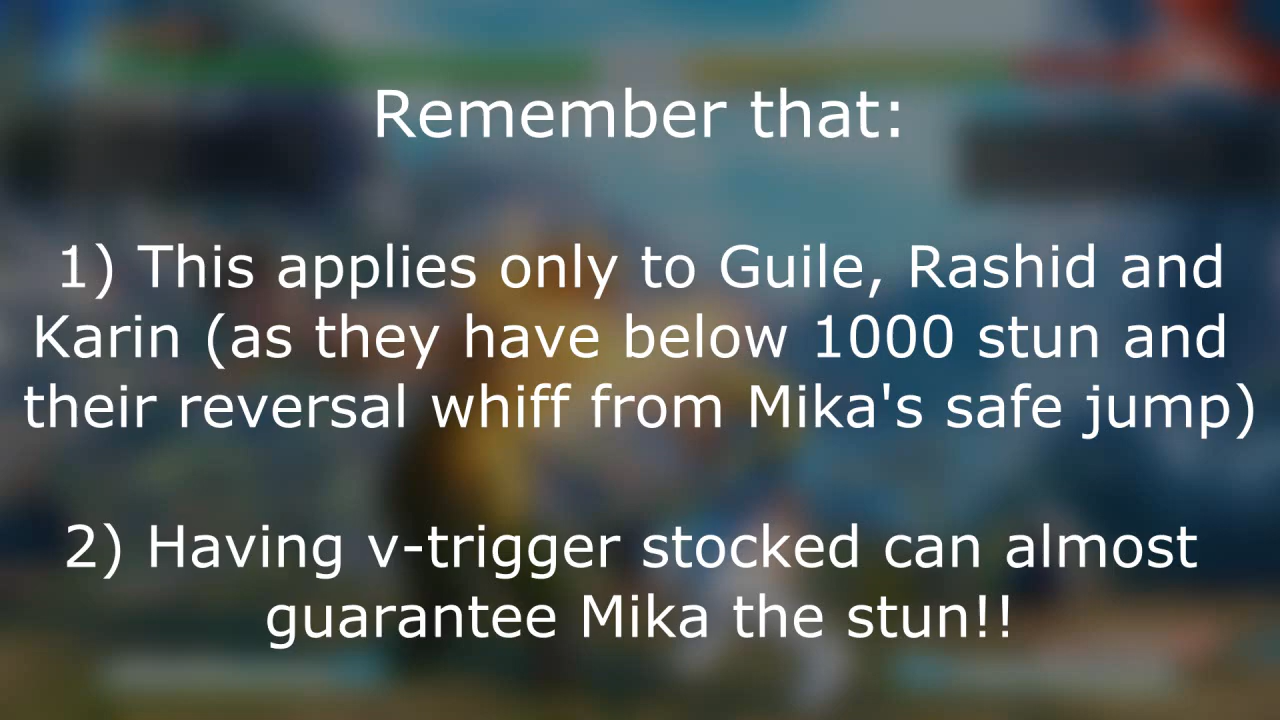 Remember that:
1) This applies only to Guile, Rashid and
Karin (as they have below 1000 stun and
their reversal whiff from Mika's safe jump)
2) Having v-trigger stocked can almost
guarantee Mika the stun!!